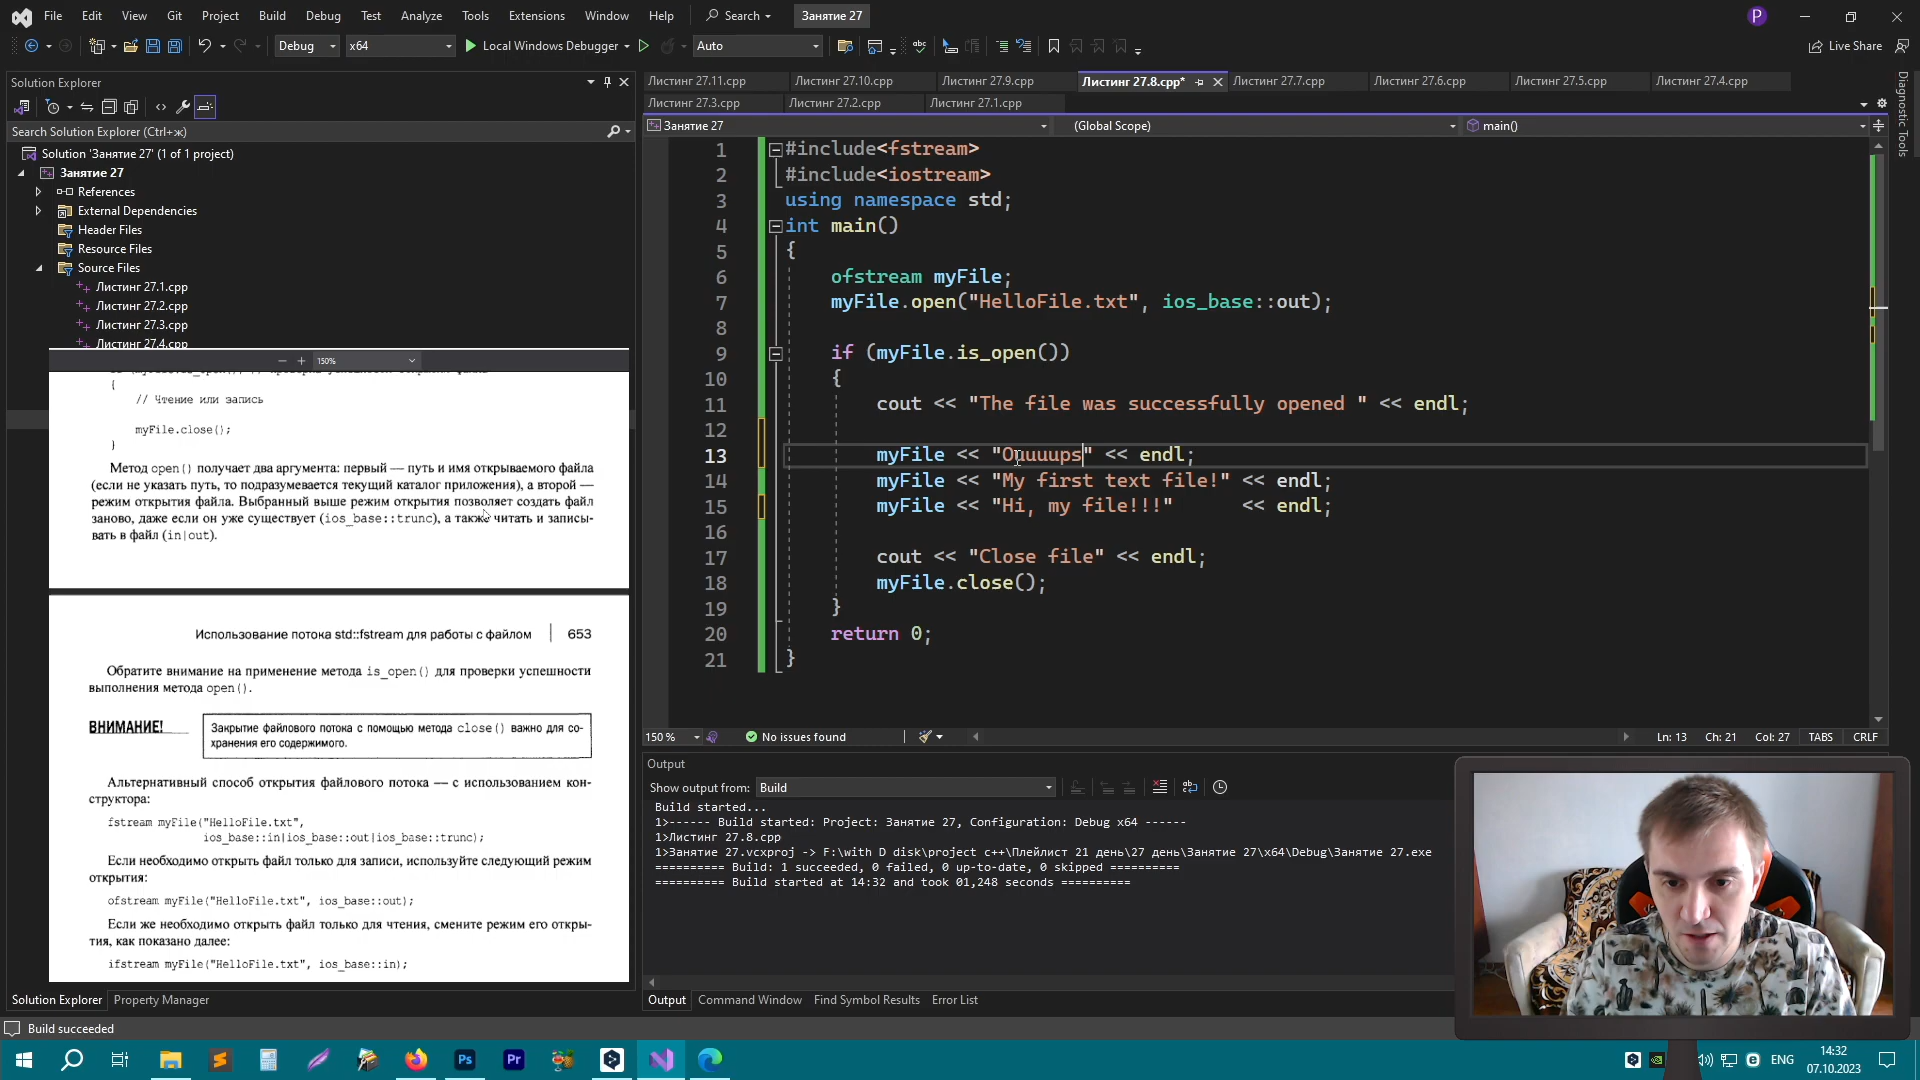 File Edit View Git Project Build Debug Test Analyze Tools Extensions Window Help Search Занятие 27 P
Debug x64 Local Windows Debugger Auto Live Share
Solution Explorer
Search Solution Explorer (Ctrl+ж)
Solution 'Занятие 27' (1 of 1 project)
Занятие 27
References
External Dependencies
Header Files
Resource Files
Source Files
Листинг 27.1.cpp
Листинг 27.2.cpp
Листинг 27.3.cpp
Листинг 27.4.cpp
150%
{
// Чтение или запись
myFile.close();
}
Метод open() получает два аргумента: первый — путь и имя открываемого файла
(если не указать путь, то подразумевается текущий каталог приложения), а второй —
режим открытия файла. Выбранный выше режим открытия позволяет создать файл
заново, даже если он уже существует (ios_base::trunc), а также читать и записы-
вать в файл (in|out).
Использование потока std::fstream для работы с файлом 653
Обратите внимание на применение метода is_open() для проверки успешности
выполнения метода open().
ВНИМАНИЕ! Закрытие файлового потока с помощью метода close() важно для со-
хранения его содержимого.
Альтернативный способ открытия файлового потока — с использованием кон-
структора:
fstream myFile("HelloFile.txt",
ios_base::in|ios_base::out|ios_base::trunc);
Если необходимо открыть файл только для записи, используйте следующий режим
открытия:
ofstream myFile("HelloFile.txt", ios_base::out);
Если же необходимо открыть файл только для чтения, смените режим его откры-
тия, как показано далее:
ifstream myFile("HelloFile.txt", ios_base::in);
Solution Explorer Property Manager
Листинг 27.11.cpp Листинг 27.10.cpp Листинг 27.9.cpp Листинг 27.8.cpp* Листинг 27.7.cpp Листинг 27.6.cpp Листинг 27.5.cpp Листинг 27.4.cpp
Листинг 27.3.cpp Листинг 27.2.cpp Листинг 27.1.cpp
Занятие 27 (Global Scope) main()
1 #include<fstream>
2 #include<iostream>
3 using namespace std;
4 int main()
5 {
6 ofstream myFile;
7 myFile.open("HelloFile.txt", ios_base::out);
8
9 if (myFile.is_open())
10 {
11 cout << "The file was successfully opened " << endl;
12
13 myFile << "Ouuuups" << endl;
14 myFile << "My first text file!" << endl;
15 myFile << "Hi, my file!!!" << endl;
16
17 cout << "Close file" << endl;
18 myFile.close();
19 }
20 return 0;
21 }
150 % No issues found Ln: 13 Ch: 21 Col: 27 TABS CRLF
Output
Show output from: Build
Build started...
1>------ Build started: Project: Занятие 27, Configuration: Debug x64 ------
1>Листинг 27.8.cpp
1>Занятие 27.vcxproj -> F:\with D disk\project c++\Плейлист 21 день\27 день\Занятие 27\x64\Debug\Занятие 27.exe
========== Build: 1 succeeded, 0 failed, 0 up-to-date, 0 skipped ==========
========== Build started at 14:32 and took 01,248 seconds ==========
Output Command Window Find Symbol Results Error List
Diagnostic Tools
Build succeeded
Ps Pr ENG 14:32
07.10.2023